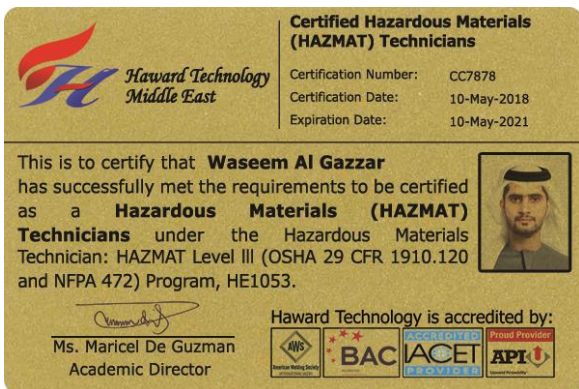 Haward Technology
Middle East
Certified Hazardous Materials
(HAZMAT) Technicians
Certification Number: CC7878
Certification Date: 10-May-2018
Expiration Date: 10-May-2021
This is to certify that Waseem Al Gazzar
has successfully met the requirements to be certified
as a Hazardous Materials (HAZMAT)
Technicians under the Hazardous Materials
Technician: HAZMAT Level lll (OSHA 29 CFR 1910.120
and NFPA 472) Program, HE1053.
Ms. Maricel De Guzman
Academic Director
Haward Technology is accredited by:
AWS
American Welding Society
BAC
ACCREDITED
IACET
PROVIDER
Proud Provider
API